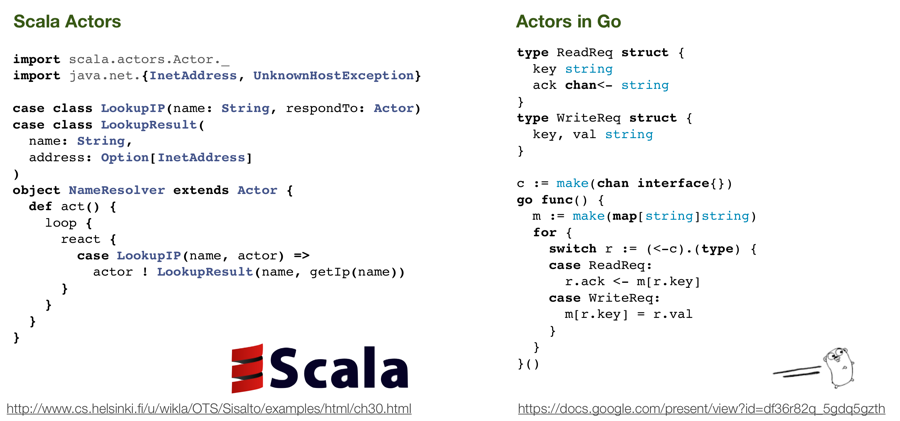 Scala Actors
import scala.actors.Actor._
import java.net.{InetAddress, UnknownHostException}
case class LookupIP(name: String, respondTo: Actor)
case class LookupResult(
  name: String,
  address: Option[InetAddress]
)
object NameResolver extends Actor {
  def act() {
    loop {
      react {
        case LookupIP(name, actor) =>
          actor ! LookupResult(name, getIp(name))
      }
    }
  }
}
Scala
http://www.cs.helsinki.fi/u/wikla/OTS/Sisalto/examples/html/ch30.html
Actors in Go
type ReadReq struct {
  key string
  ack chan<- string
}
type WriteReq struct {
  key, val string
}
c := make(chan interface{})
go func() {
  m := make(map[string]string)
  for {
    switch r := (<-c).(type) {
    case ReadReq:
      r.ack <- m[r.key]
    case WriteReq:
      m[r.key] = r.val
    }
  }
}()
https://docs.google.com/present/view?id=df36r82q_5gdq5gzth